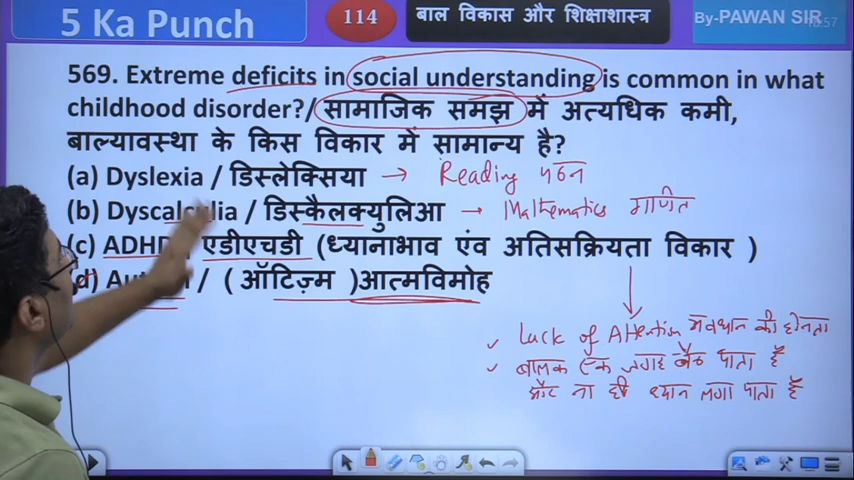 5 Ka Punch
114
बाल विकास और शिक्षाशास्त्र
By-PAWAN SIR
569. Extreme deficits in social understanding is common in what
childhood disorder?/ सामाजिक समझ में अत्यधिक कमी,
बाल्यावस्था के किस विकार में सामान्य है?
(a) Dyslexia / डिस्लेक्सिया → Reading पठन
(b) Dyscalculia / डिस्कैलक्युलिआ → Mathematics गणित
(c) ADHD एडीएचडी (ध्यानाभाव एंव अतिसक्रियता विकार )
(d) / ( ऑटिज़्म )आत्मविमोह
Lack of Attention अवधान की हीनता
बालक एक जगह बैठ पाता है
और ना ही ध्यान लगा पाता है